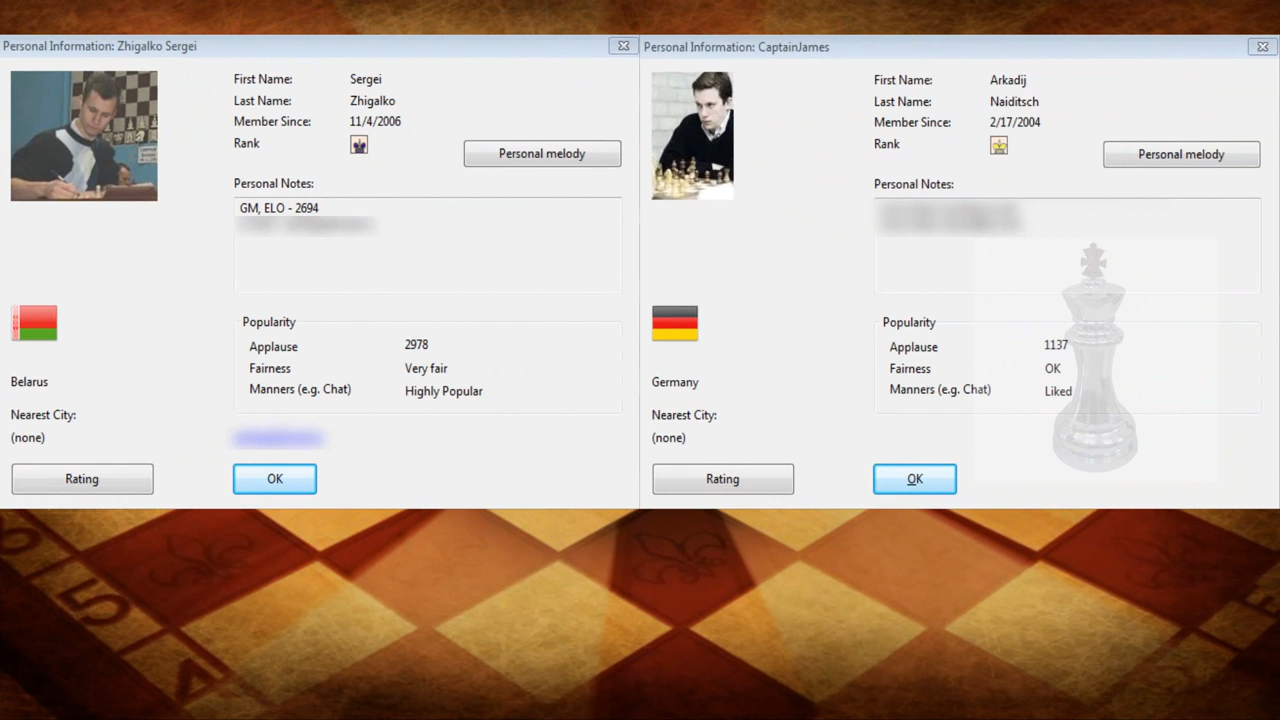 Personal Information: Zhigalko Sergei
First Name: Sergei
Last Name: Zhigalko
Member Since: 11/4/2006
Rank
Personal melody
Personal Notes:
GM, ELO - 2694
Popularity
Applause 2978
Fairness Very fair
Manners (e.g. Chat) Highly Popular
Belarus
Nearest City:
(none)
Rating OK
Personal Information: CaptainJames
First Name: Arkadij
Last Name: Naiditsch
Member Since: 2/17/2004
Rank
Personal melody
Personal Notes:
Popularity
Applause 1137
Fairness OK
Manners (e.g. Chat) Liked
Germany
Nearest City:
(none)
Rating OK
5
4